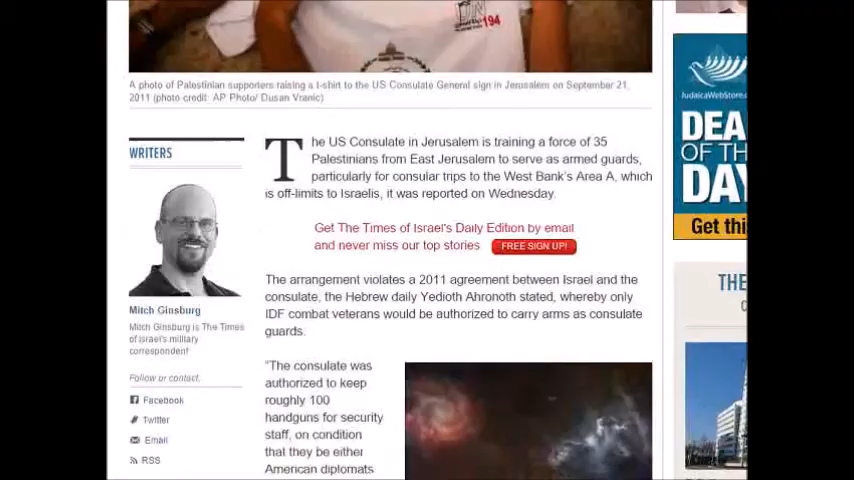 194
A photo of Palestinian supporters raising a t-shirt to the US Consulate General sign in Jerusalem on September 21,
2011 (photo credit: AP Photo/ Dusan Vranic)
WRITERS
Mitch Ginsburg
Mitch Ginsburg is The Times
of Israel's military
correspondent
Follow or contact:
Facebook
Twitter
Email
RSS
The US Consulate in Jerusalem is training a force of 35
Palestinians from East Jerusalem to serve as armed guards,
particularly for consular trips to the West Bank's Area A, which
is off-limits to Israelis, it was reported on Wednesday.
Get The Times of Israel's Daily Edition by email
and never miss our top stories FREE SIGN UP!
The arrangement violates a 2011 agreement between Israel and the
consulate, the Hebrew daily Yedioth Ahronoth stated, whereby only
IDF combat veterans would be authorized to carry arms as consulate
guards.
"The consulate was
authorized to keep
roughly 100
handguns for security
staff, on condition
that they be either
American diplomats
JudaicaWebStore.c
DEA
OF TH
DAY
Get thi
THE